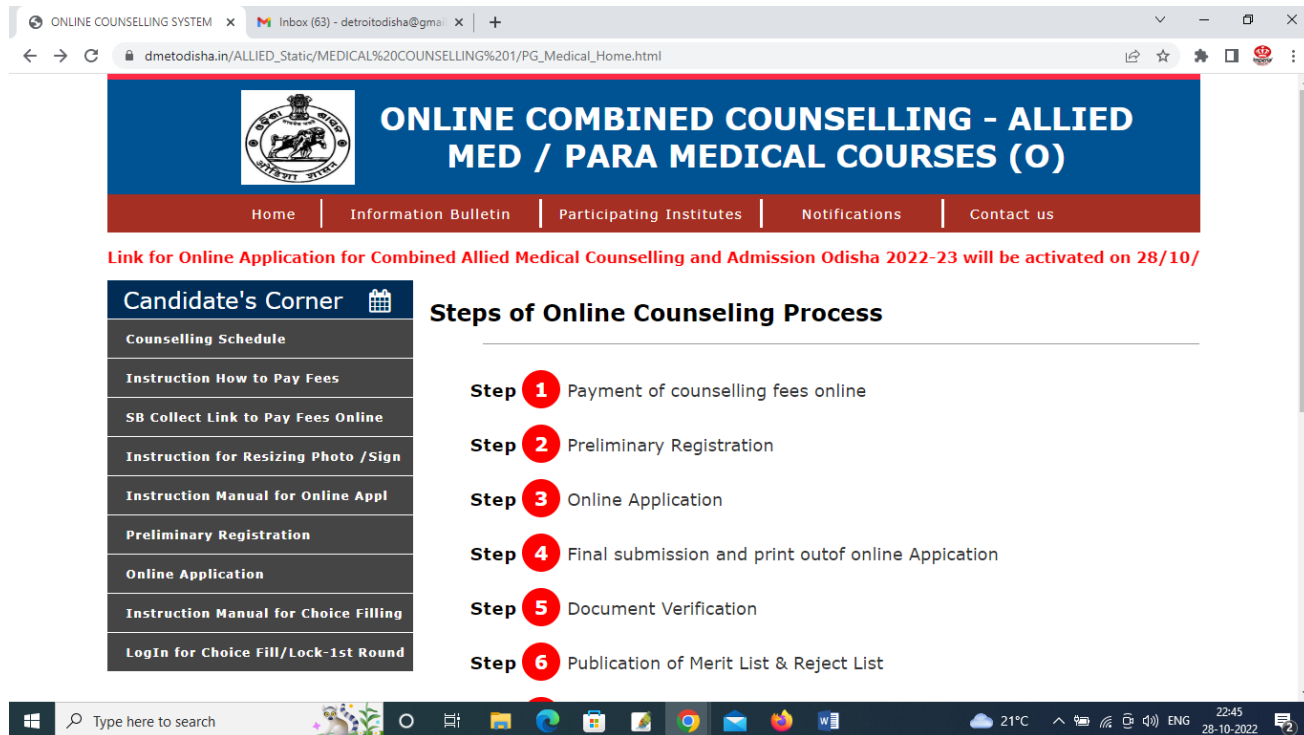 ONLINE COUNSELLING SYSTEM
Inbox (63) - detroitodisha@gmai
dmetodisha.in/ALLIED_Static/MEDICAL%20COUNSELLING%201/PG_Medical_Home.html
ONLINE COMBINED COUNSELLING - ALLIED
MED / PARA MEDICAL COURSES (O)
Home
Information Bulletin
Participating Institutes
Notifications
Contact us
Link for Online Application for Combined Allied Medical Counselling and Admission Odisha 2022-23 will be activated on 28/10/
Candidate's Corner
Counselling Schedule
Instruction How to Pay Fees
SB Collect Link to Pay Fees Online
Instruction for Resizing Photo /Sign
Instruction Manual for Online Appl
Preliminary Registration
Online Application
Instruction Manual for Choice Filling
LogIn for Choice Fill/Lock-1st Round
Steps of Online Counseling Process
Step 1 Payment of counselling fees online
Step 2 Preliminary Registration
Step 3 Online Application
Step 4 Final submission and print outof online Appication
Step 5 Document Verification
Step 6 Publication of Merit List & Reject List
Type here to search
21°C
ENG
22:45
28-10-2022
2